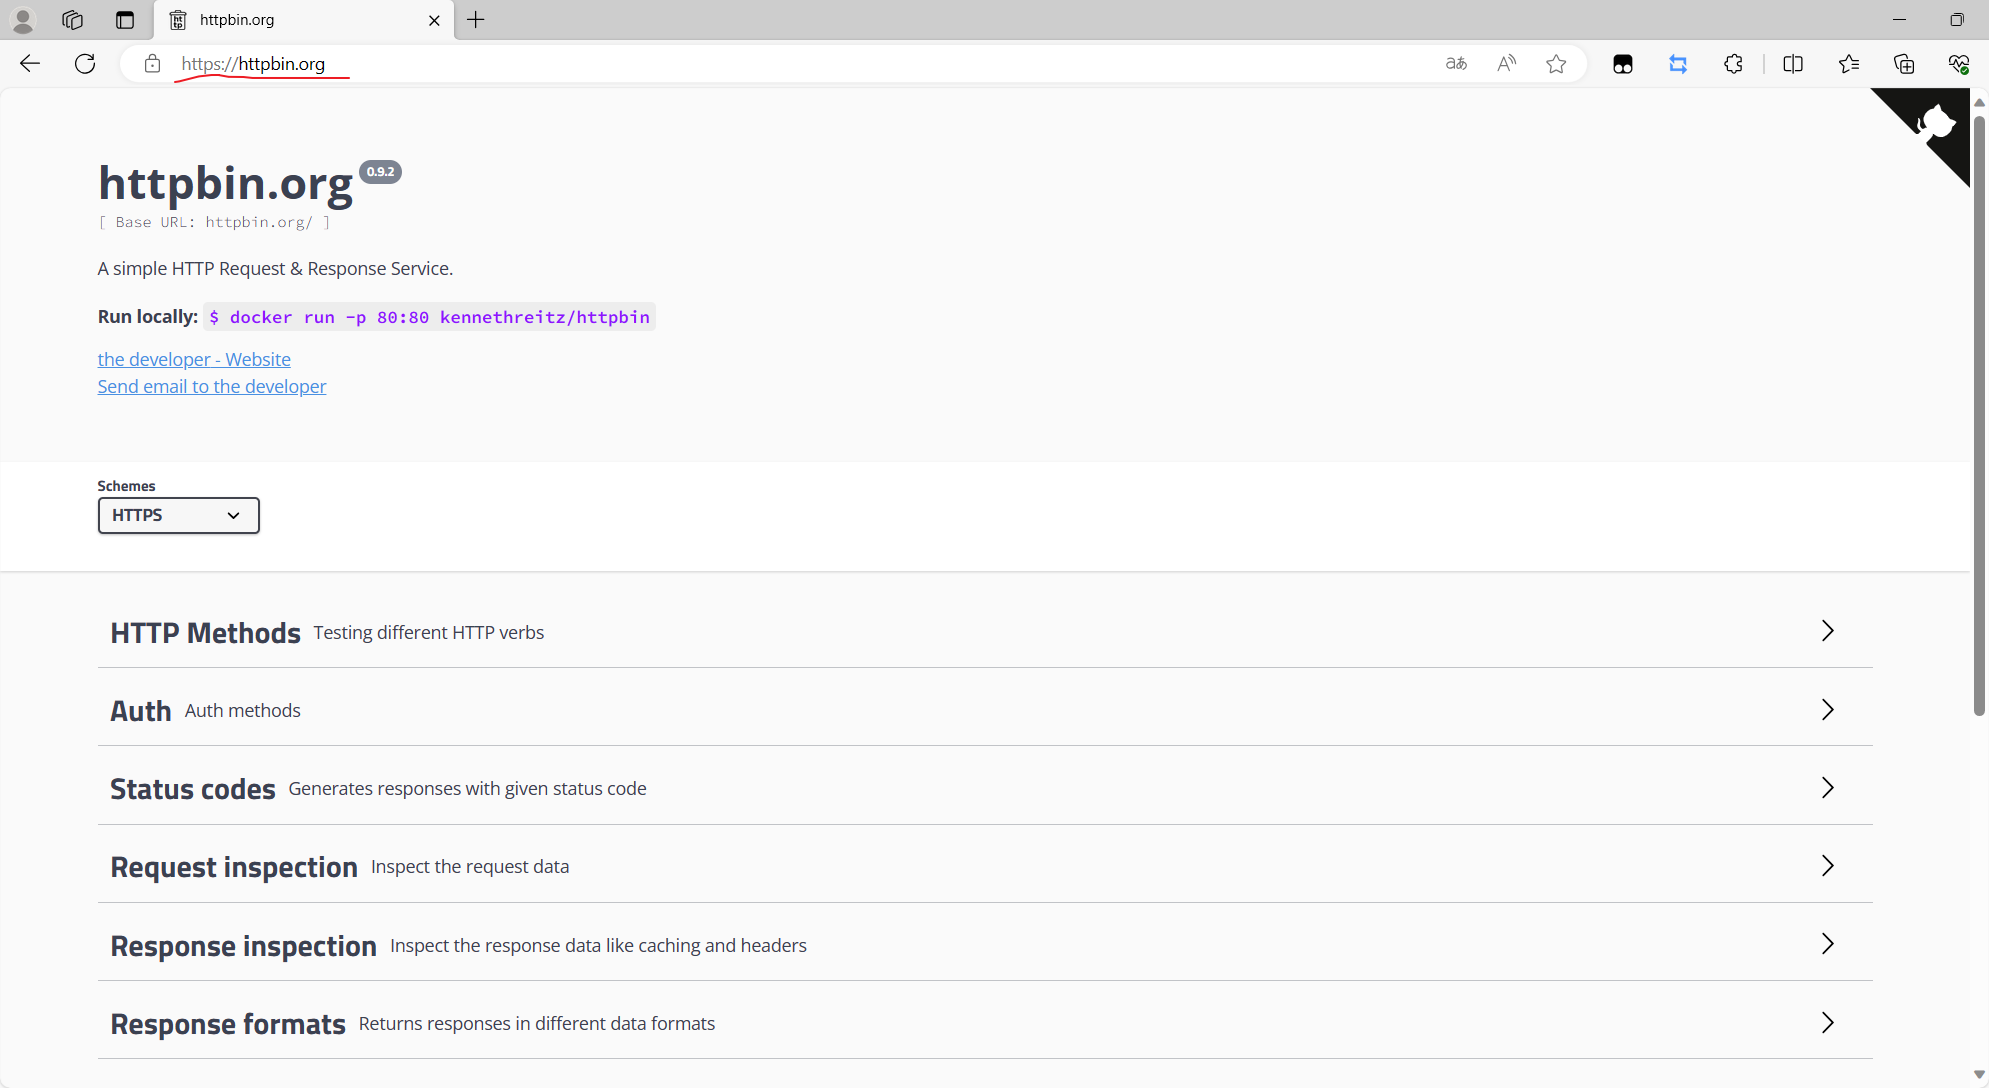 httpbin.org
https://httpbin.org
httpbin.org 0.9.2
[ Base URL: httpbin.org/ ]
A simple HTTP Request & Response Service.
Run locally: $ docker run -p 80:80 kennethreitz/httpbin
the developer - Website
Send email to the developer
Schemes
HTTPS
HTTP Methods Testing different HTTP verbs
Auth Auth methods
Status codes Generates responses with given status code
Request inspection Inspect the request data
Response inspection Inspect the response data like caching and headers
Response formats Returns responses in different data formats